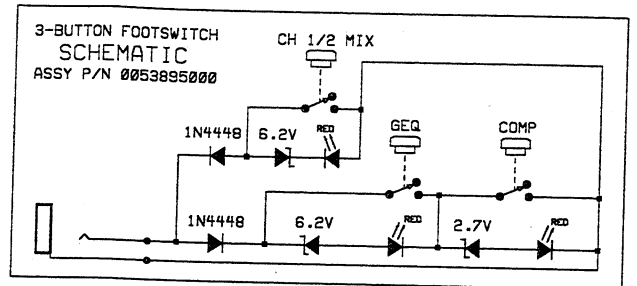 3-BUTTON FOOTSWITCH
SCHEMATIC
ASSY P/N 0053895000
CH 1/2 MIX
1N4448
6.2V
RED
GEQ
COMP
1N4448
6.2V
RED
2.7V
RED